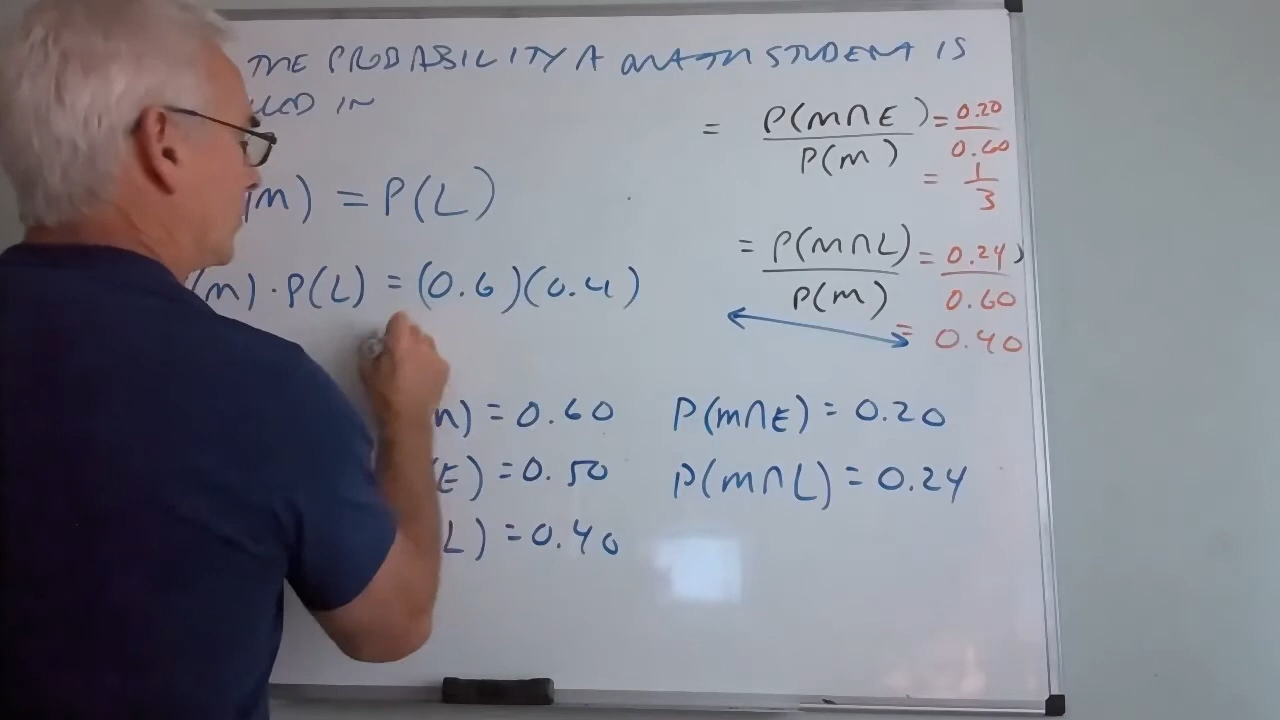 THE PROBABILITY A MATH STUDENT IS
IN
= P(M∩E) / P(M) = 0.20 / 0.60
= 1/3
M) = P(L)
= P(M∩L) / P(M) = 0.24 / 0.60
= 0.40
(M) · P(L) = (0.6)(0.4)
) = 0.60 P(M∩E) = 0.20
E) = 0.50 P(M∩L) = 0.24
L) = 0.40